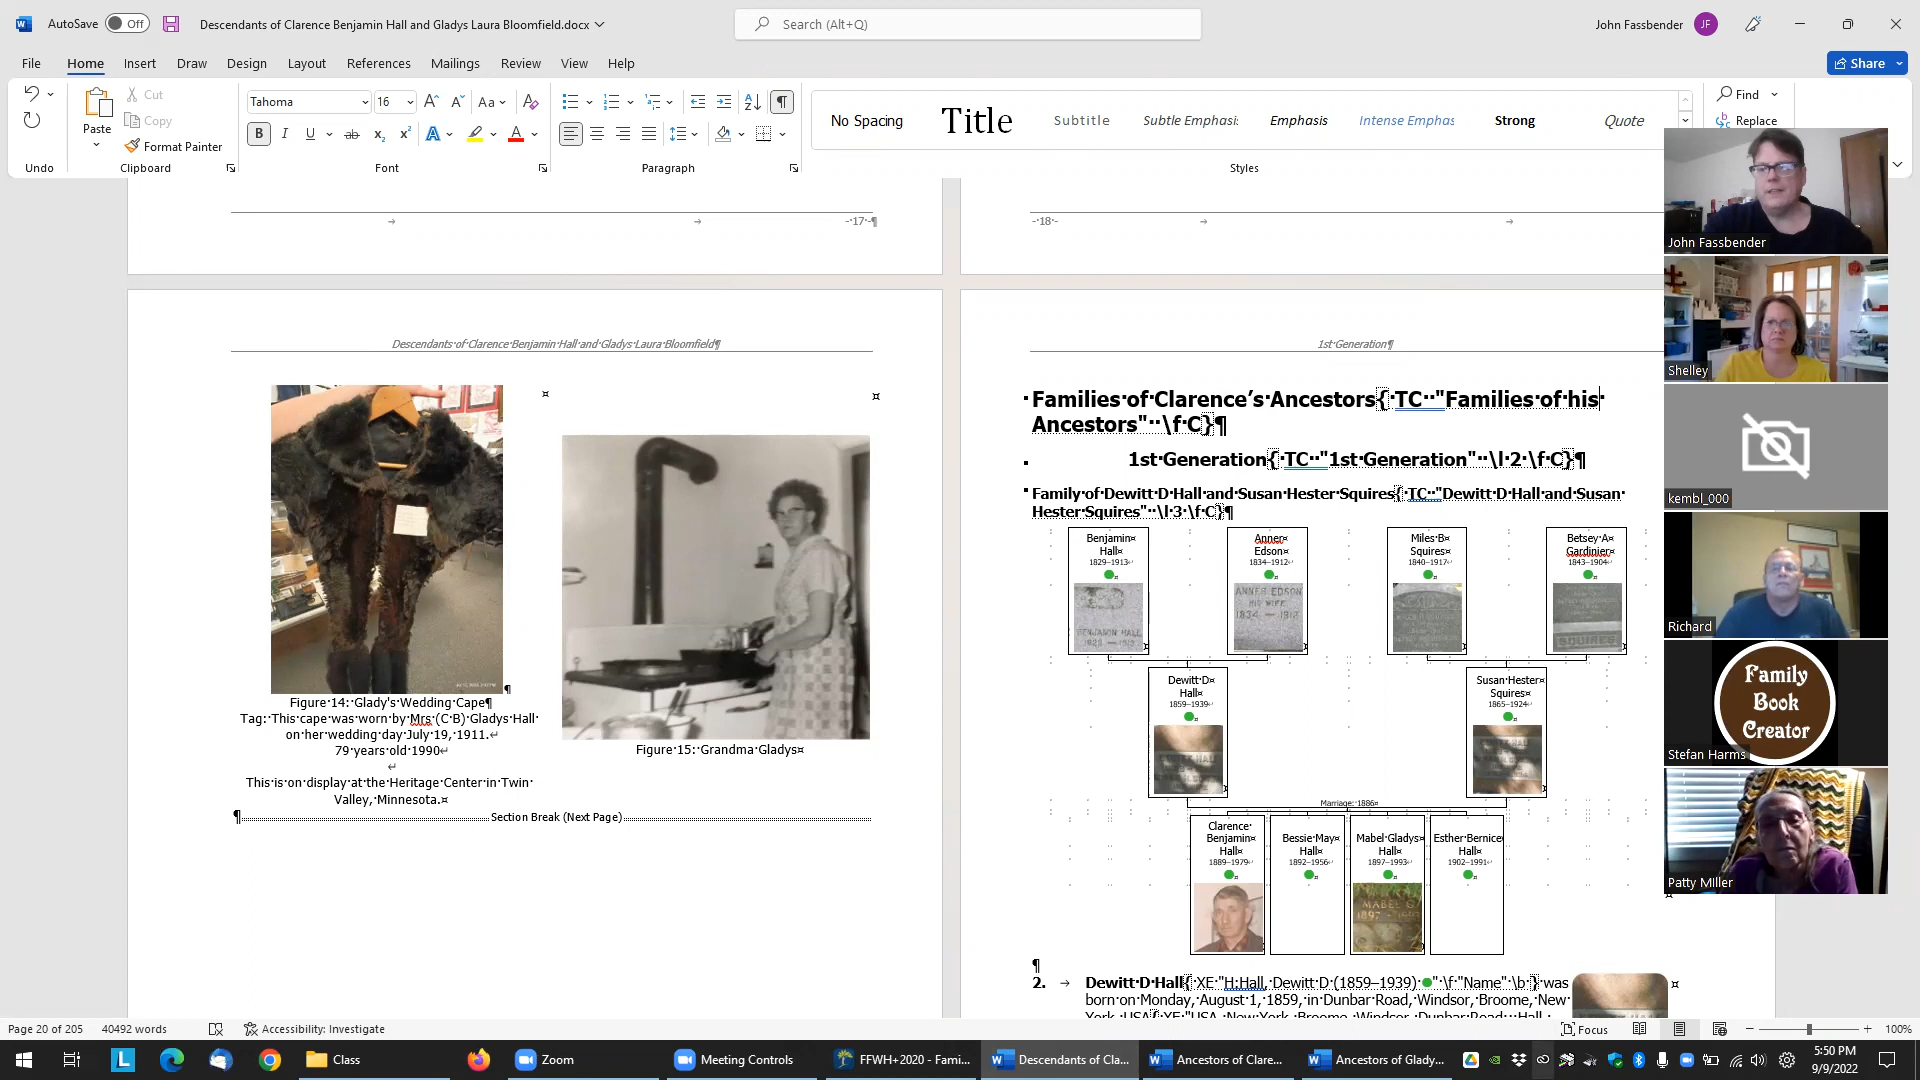 AutoSave Off Descendants of Clarence Benjamin Hall and Gladys Laura Bloomfield.docx Search (Alt+Q) John Fassbender JF
File Home Insert Draw Design Layout References Mailings Review View Help Share
Tahoma 16 Aa
Cut
Copy
Format Painter
Paste
No Spacing Title Subtitle Subtle Emphasis Emphasis Intense Emphas Strong Quote
Find
Replace
Undo Clipboard Font Paragraph Styles
-·17·-¶
-·18·-
Descendants·of·Clarence·Benjamin·Hall·and·Gladys·Laura·Bloomfield¶
Figure·14:·Glady's·Wedding·Cape¶
Tag:·This·cape·was·worn·by·Mrs·(C·B)·Gladys·Hall·
on·her·wedding·day·July·19,·1911.↵
79·years·old·1990↵
↵
This·is·on·display·at·the·Heritage·Center·in·Twin·
Valley,·Minnesota.¤
Figure·15:·Grandma·Gladys¤
¶ Section Break (Next Page)
1st·Generation¶
Families·of·Clarence’s·Ancestors{·TC··"Families·of·his·
Ancestors"··\f·C}¶
1st·Generation{·TC··"1st·Generation"··\l·2·\f·C}¶
Family·of·Dewitt·D·Hall·and·Susan·Hester·Squires{·TC··"Dewitt·D·Hall·and·Susan·
Hester·Squires"··\l·3·\f·C}¶
Benjamin¤
Hall¤
1829–1913↵
Anner¤
Edson¤
1834–1912↵
Miles·B¤
Squires¤
1840–1917↵
Betsey·A¤
Gardinier¤
1843–1904↵
BENJAMIN HALL
ANNER EDSON
HIS WIFE
1834 — 1912
SQUIRES
Dewitt·D¤
Hall¤
1859–1939↵
Susan·Hester¤
Squires¤
1865–1924↵
Marriage:·1886¤
Clarence·
Benjamin¤
Hall¤
1889–1979↵
Bessie·May¤
Hall¤
1892–1956↵
Mabel·Gladys¤
Hall¤
1897–1993↵
Esther·Bernice¤
Hall¤
1902–1991↵
MABEL G
¶
2. → Dewitt·D·Hall{·XE·"H:Hall,·Dewitt·D·(1859–1939)·"·\f·"Name"·\b·}·was·
born·on·Monday,·August·1,·1859,·in·Dunbar·Road,·Windsor,·Broome,·New·
John Fassbender
Shelley
kembl_000
Richard
Family
Book
Creator
Stefan Harms
Patty Miller
Page 20 of 205 40492 words Accessibility: Investigate Focus 100%
Class Zoom Meeting Controls FFWH+2020 - Fami... Descendants of Cla... Ancestors of Clare... Ancestors of Glady...
5:50 PM
9/9/2022